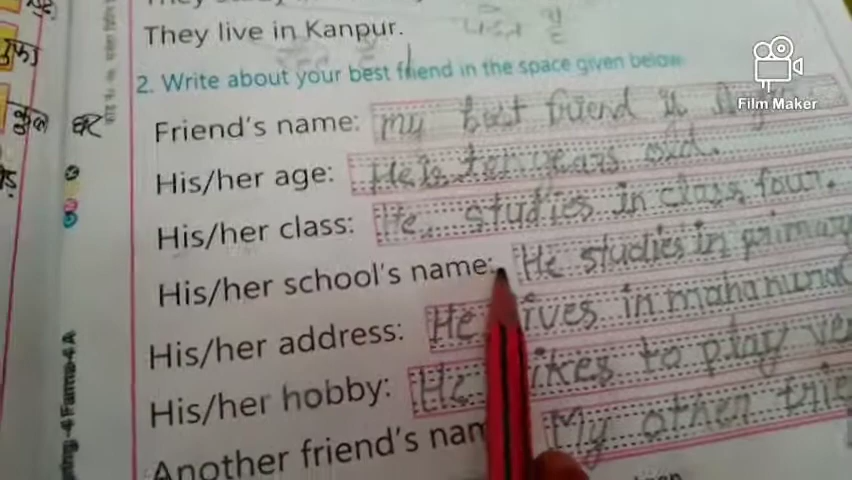 They live in Kanpur.
2. Write about your best friend in the space given below
Film Maker
Friend's name: my best friend is
His/her age: He is ten years old.
His/her class: He studies in class four.
His/her school's name: He studies in primary
His/her address: He lives in
His/her hobby: He likes to play
Another friend's nam My other